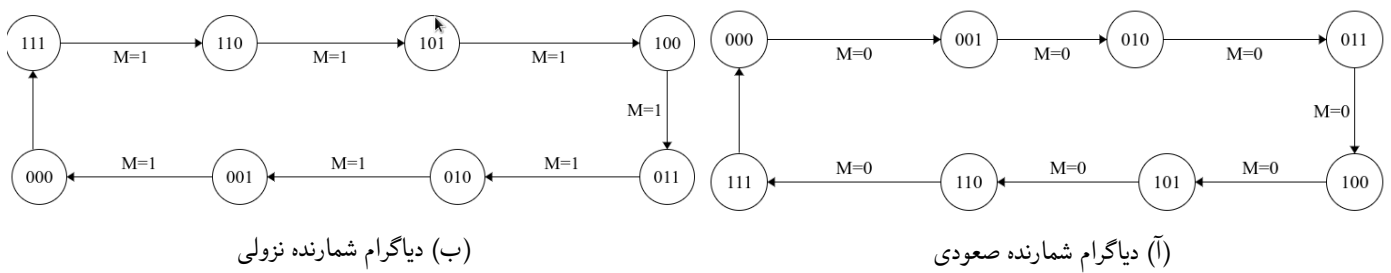 111 M=1 110 M=1 101 M=1 100
M=1
000 M=1 001 M=1 010 M=1 011
(ب) دیاگرام شمارنده نزولی
000 M=0 001 M=0 010 M=0 011
M=0
111 M=0 110 M=0 101 M=0 100
(آ) دیاگرام شمارنده صعودی